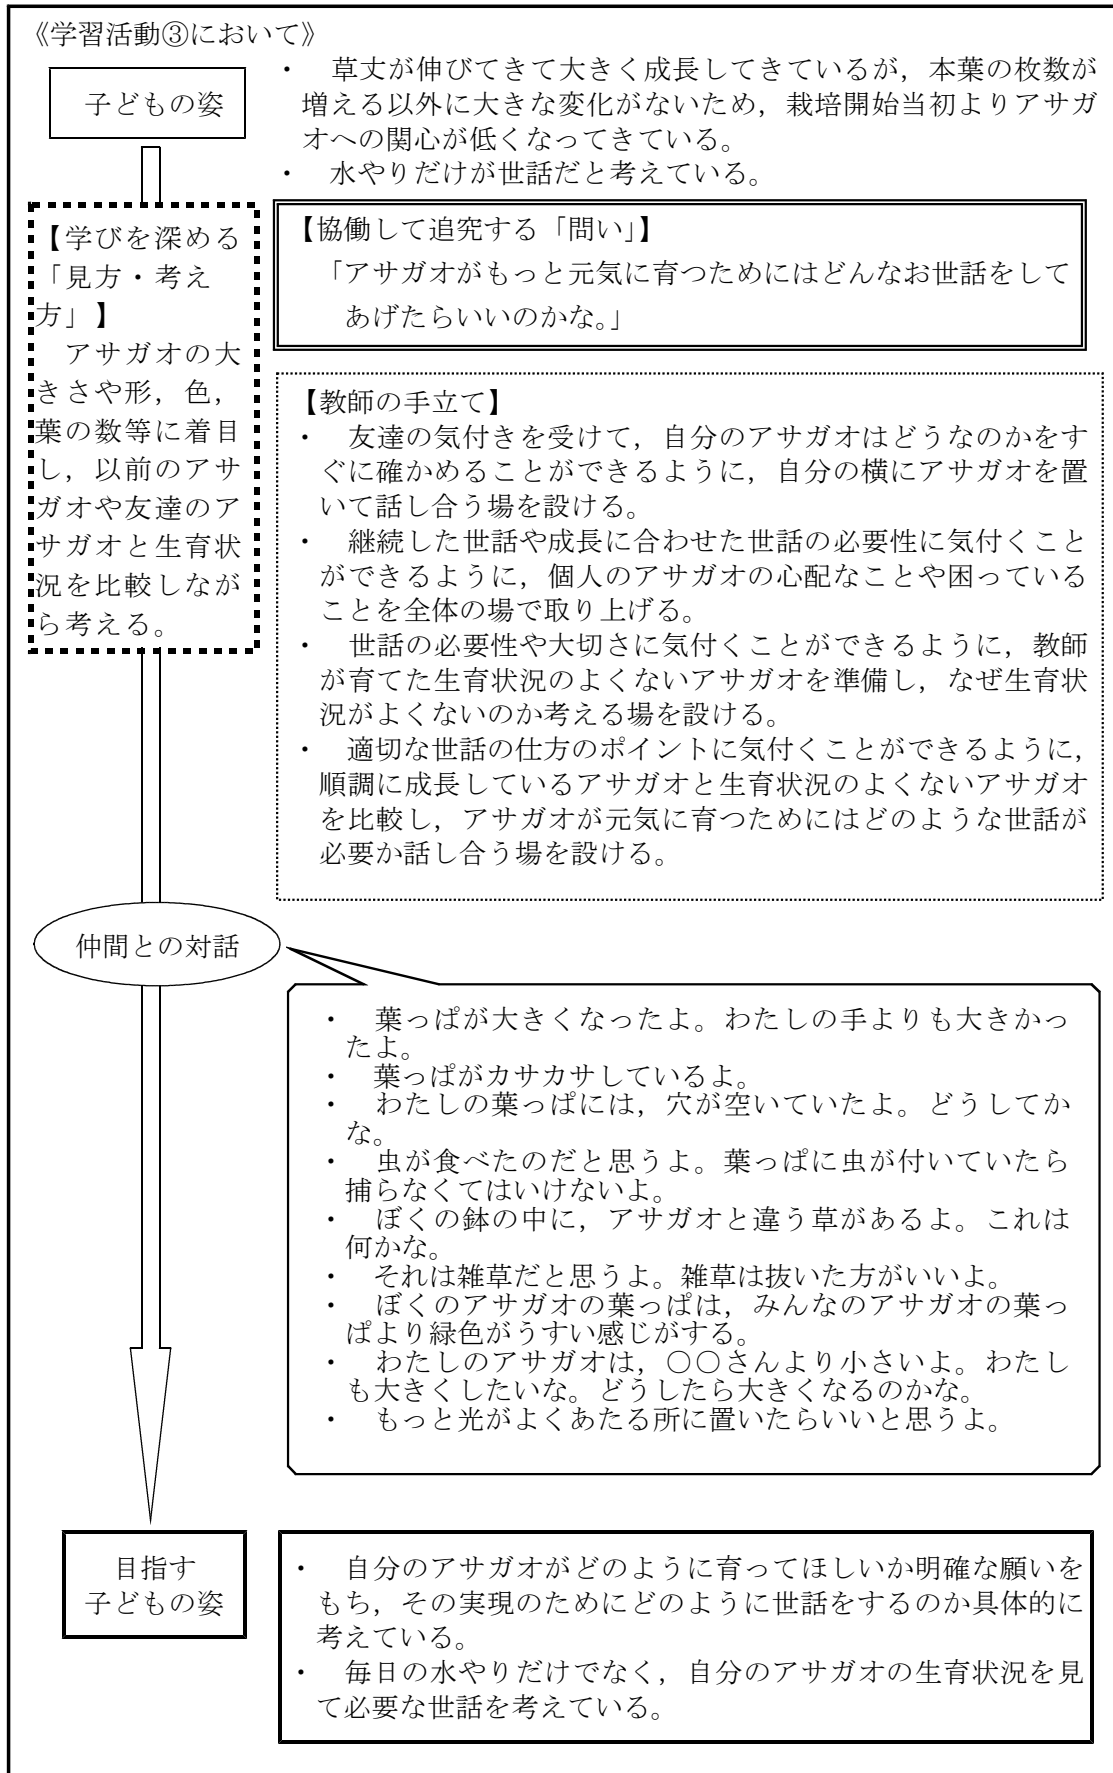 《学習活動③において》
子どもの姿
・　草丈が伸びてきて大きく成長してきているが，本葉の枚数が
増える以外に大きな変化がないため，栽培開始当初よりアサガ
オへの関心が低くなってきている。
・　水やりだけが世話だと考えている。
【学びを深める
「見方・考え
方」】
　アサガオの大
きさや形，色，
葉の数等に着目
し，以前のアサ
ガオや友達のア
サガオと生育状
況を比較しなが
ら考える。
【協働して追究する「問い」】
「アサガオがもっと元気に育つためにはどんなお世話をして
あげたらいいのかな。」
【教師の手立て】
・　友達の気付きを受けて，自分のアサガオはどうなのかをす
ぐに確かめることができるように，自分の横にアサガオを置
いて話し合う場を設ける。
・　継続した世話や成長に合わせた世話の必要性に気付くこと
ができるように，個人のアサガオの心配なことや困っている
ことを全体の場で取り上げる。
・　世話の必要性や大切さに気付くことができるように，教師
が育てた生育状況のよくないアサガオを準備し，なぜ生育状
況がよくないのか考える場を設ける。
・　適切な世話の仕方のポイントに気付くことができるように，
順調に成長しているアサガオと生育状況のよくないアサガオ
を比較し，アサガオが元気に育つためにはどのような世話が
必要か話し合う場を設ける。
仲間との対話
・　葉っぱが大きくなったよ。わたしの手よりも大きかっ
たよ。
・　葉っぱがカサカサしているよ。
・　わたしの葉っぱには，穴が空いていたよ。どうしてか
な。
・　虫が食べたのだと思うよ。葉っぱに虫が付いていたら
捕らなくてはいけないよ。
・　ぼくの鉢の中に，アサガオと違う草があるよ。これは
何かな。
・　それは雑草だと思うよ。雑草は抜いた方がいいよ。
・　ぼくのアサガオの葉っぱは，みんなのアサガオの葉っ
ぱより緑色がうすい感じがする。
・　わたしのアサガオは，○○さんより小さいよ。わたし
も大きくしたいな。どうしたら大きくなるのかな。
・　もっと光がよくあたる所に置いたらいいと思うよ。
目指す
子どもの姿
・　自分のアサガオがどのように育ってほしいか明確な願いを
もち，その実現のためにどのように世話をするのか具体的に
考えている。
・　毎日の水やりだけでなく，自分のアサガオの生育状況を見
て必要な世話を考えている。